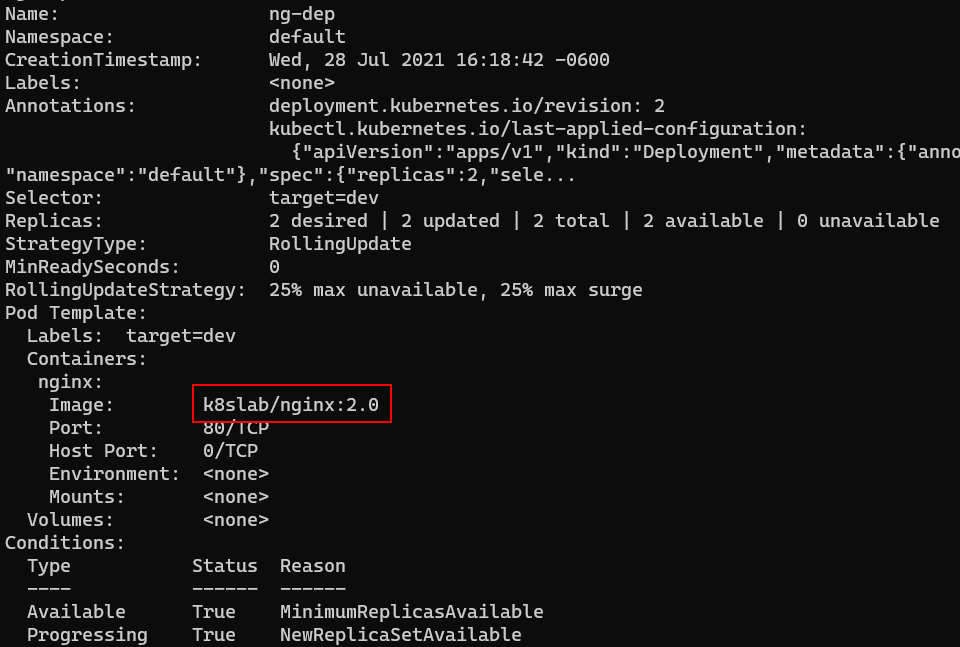 Name:                   ng-dep
Namespace:              default
CreationTimestamp:      Wed, 28 Jul 2021 16:18:42 -0600
Labels:                 <none>
Annotations:            deployment.kubernetes.io/revision: 2
                        kubectl.kubernetes.io/last-applied-configuration:
                          {"apiVersion":"apps/v1","kind":"Deployment","metadata":{"anno
"namespace":"default"},"spec":{"replicas":2,"sele...
Selector:               target=dev
Replicas:               2 desired | 2 updated | 2 total | 2 available | 0 unavailable
StrategyType:           RollingUpdate
MinReadySeconds:        0
RollingUpdateStrategy:  25% max unavailable, 25% max surge
Pod Template:
  Labels:  target=dev
  Containers:
   nginx:
    Image:        k8slab/nginx:2.0
    Port:         80/TCP
    Host Port:    0/TCP
    Environment:  <none>
    Mounts:       <none>
  Volumes:        <none>
Conditions:
  Type           Status  Reason
  ----           ------  ------
  Available      True    MinimumReplicasAvailable
  Progressing    True    NewReplicaSetAvailable